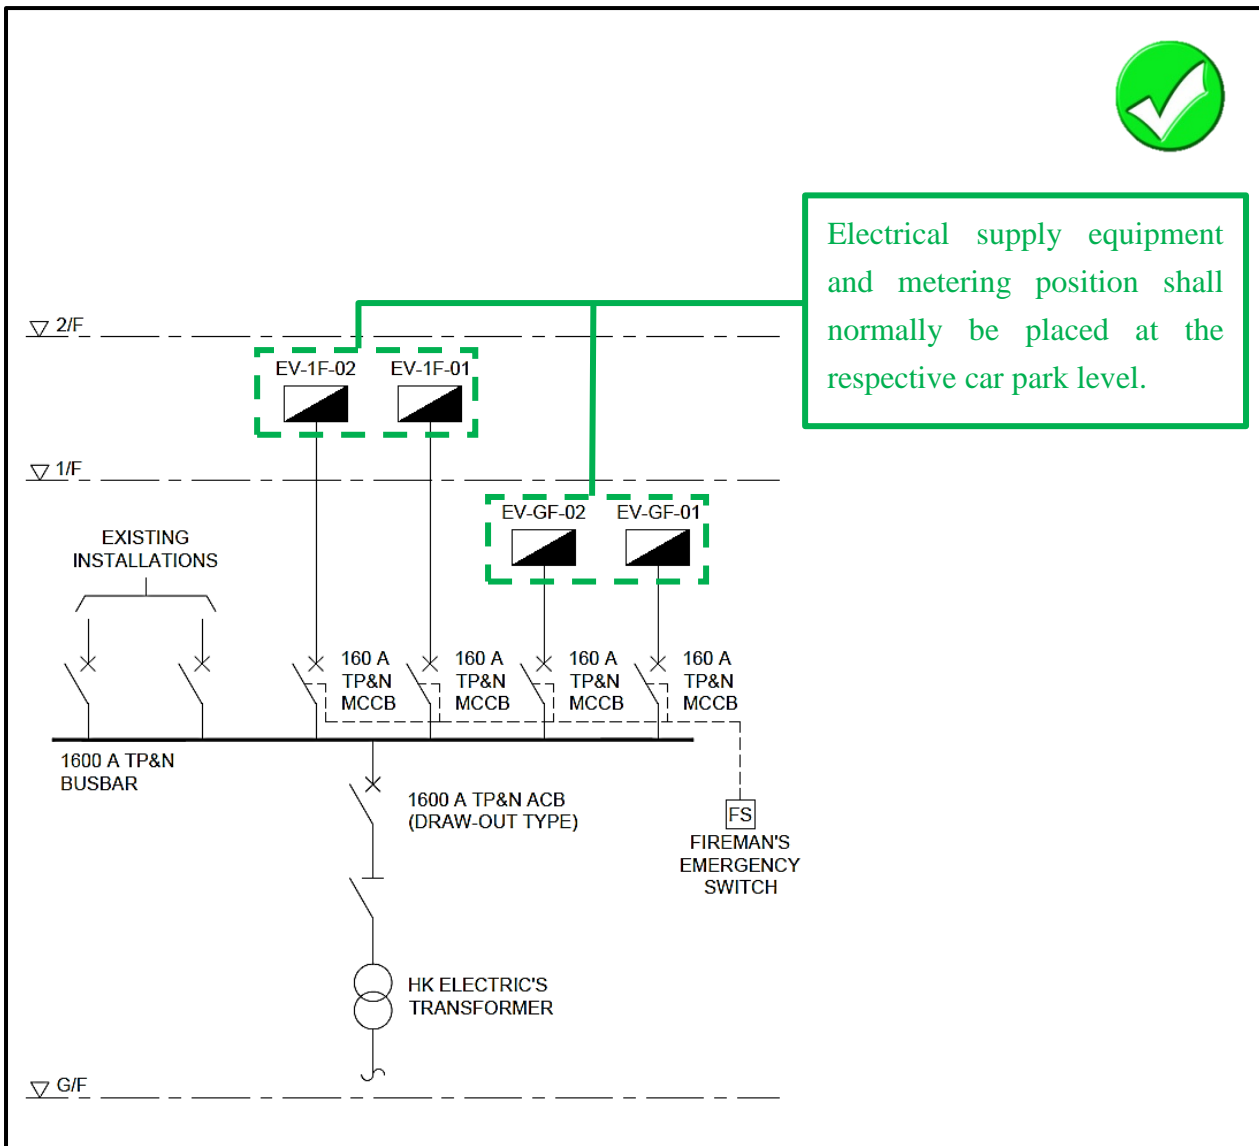 Electrical supply equipment
and metering position shall
normally be placed at the
respective car park level.
2/F
EV-1F-02
EV-1F-01
1/F
EV-GF-02
EV-GF-01
EXISTING
INSTALLATIONS
160 A
TP&N
MCCB
160 A
TP&N
MCCB
160 A
TP&N
MCCB
160 A
TP&N
MCCB
1600 A TP&N
BUSBAR
1600 A TP&N ACB
(DRAW-OUT TYPE)
FS
FIREMAN'S
EMERGENCY
SWITCH
HK ELECTRIC'S
TRANSFORMER
G/F